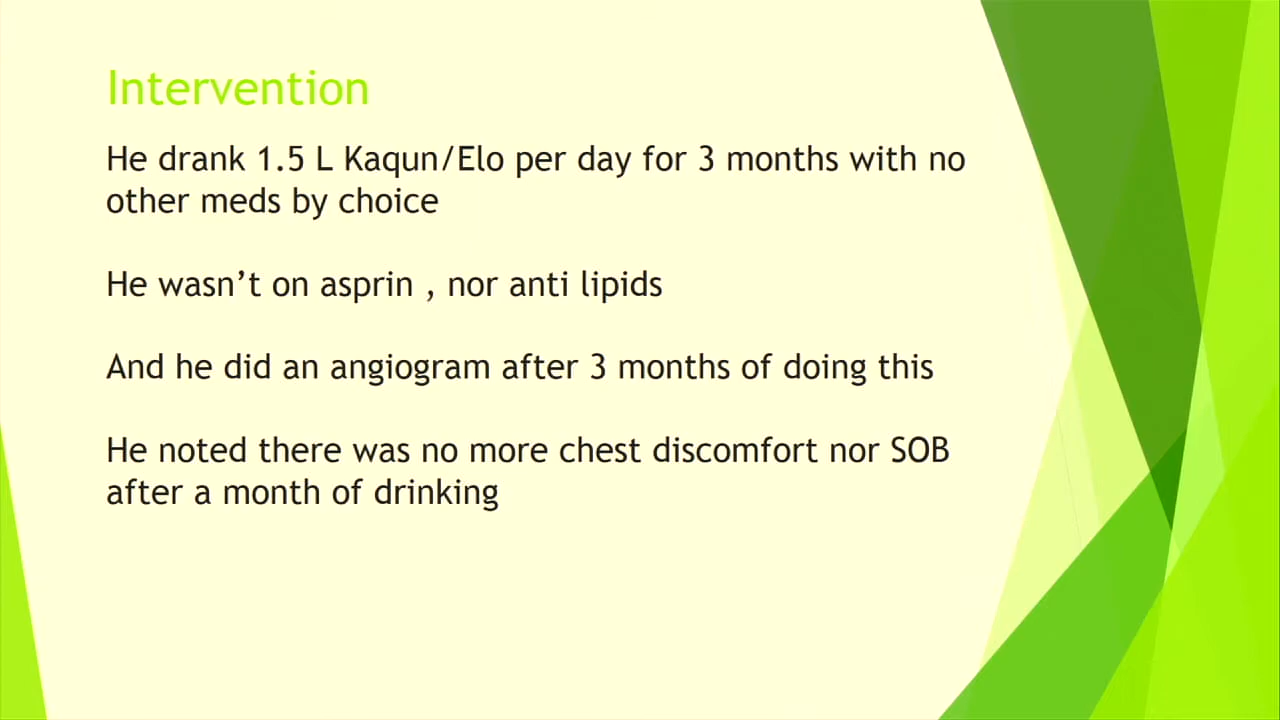 Intervention
He drank 1.5 L Kaqun/Elo per day for 3 months with no
other meds by choice
He wasn’t on asprin , nor anti lipids
And he did an angiogram after 3 months of doing this
He noted there was no more chest discomfort nor SOB
after a month of drinking